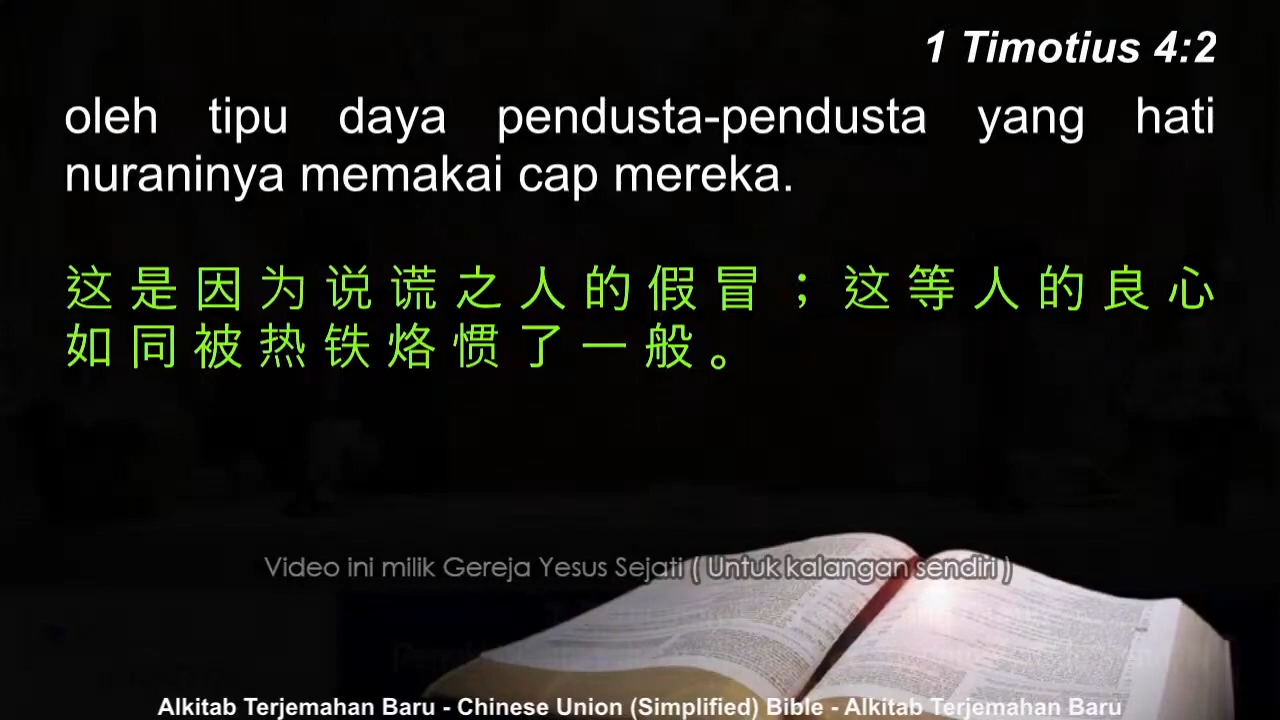 1 Timotius 4:2
oleh tipu daya pendusta-pendusta yang hati
nuraninya memakai cap mereka.
这是因为说谎之人的假冒；这等人的良心
如同被热铁烙惯了一般。
Video ini milik Gereja Yesus Sejati ( Untuk kalangan sendiri )
Alkitab Terjemahan Baru - Chinese Union (Simplified) Bible - Alkitab Terjemahan Baru